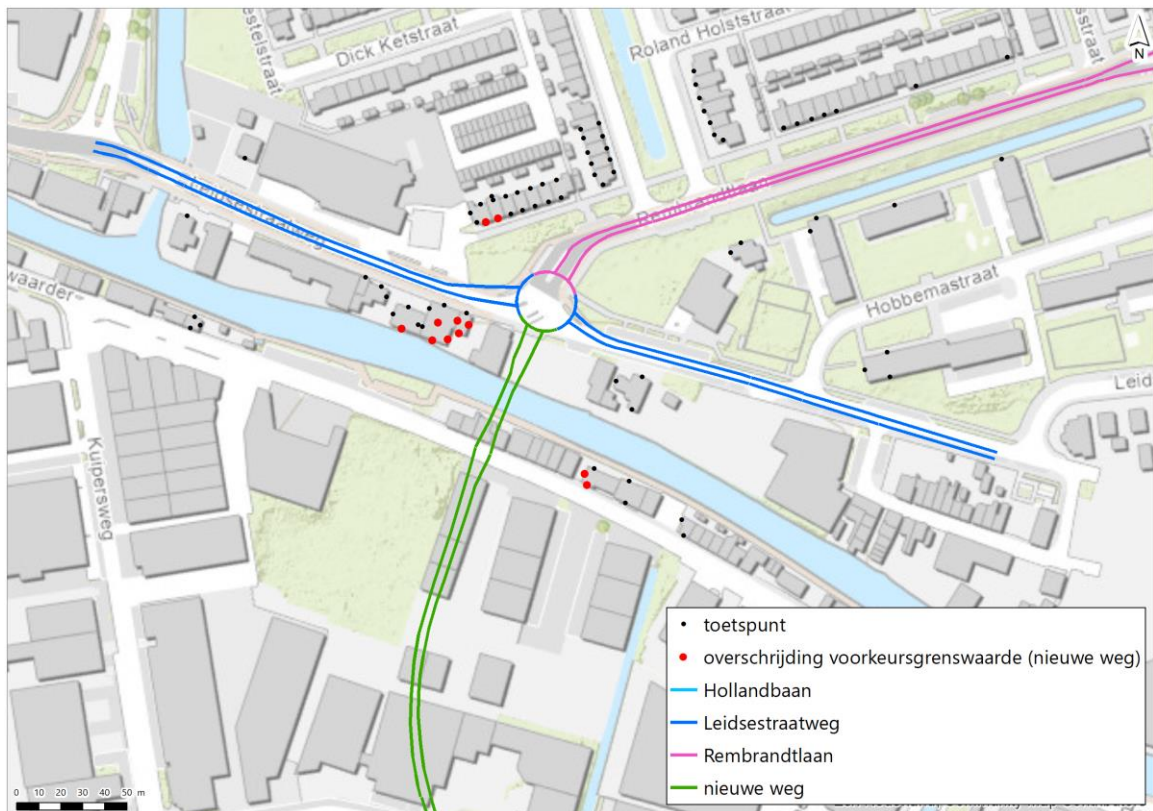 Dick Ketstraat
Roland Holststraat
straat
N
Leidsestraatweg
Rembrandtlaan
Hobbemastraat
waarder
Leid
Kuipersweg
toetspunt
overschrijding voorkeursgrenswaarde (nieuwe weg)
Hollandbaan
Leidsestraatweg
Rembrandtlaan
nieuwe weg
0 10 20 30 40 50 m